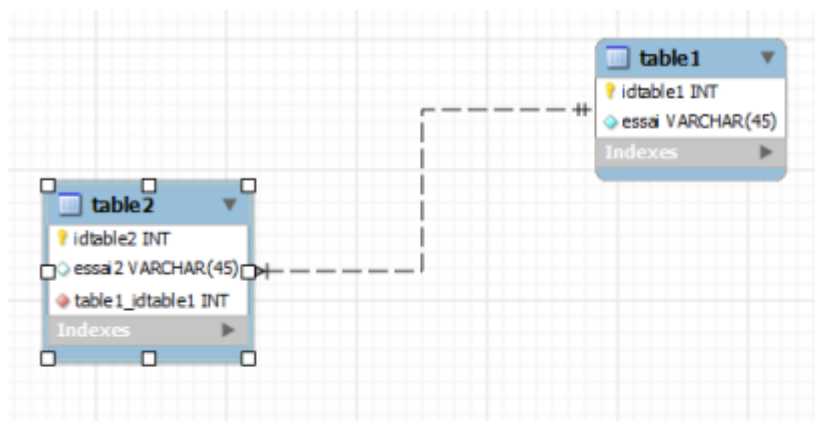 table1
idtable1 INT
essai VARCHAR(45)
Indexes
table2
idtable2 INT
essai2 VARCHAR(45)
table1_idtable1 INT
Indexes